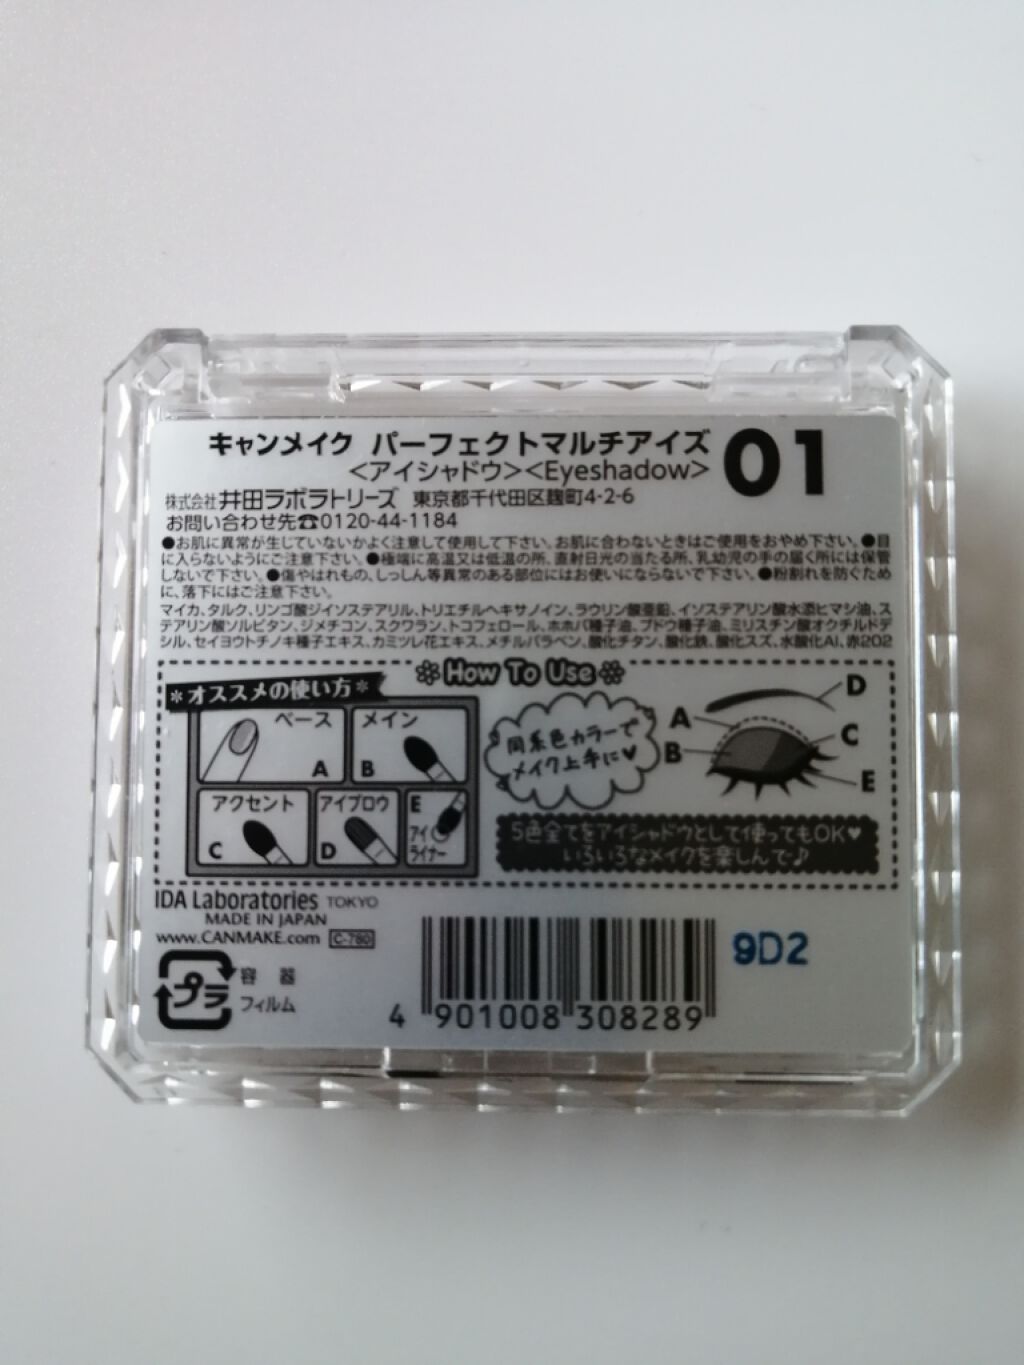 キャンメイク パーフェクトマルチアイズ 01
<アイシャドウ><Eyeshadow>
株式会社 井田ラボラトリーズ 東京都千代田区麹町4-2-6
お問い合わせ先☎0120-44-1184
●お肌に異常が生じていないかよく注意して使用して下さい。お肌に合わないときはご使用をおやめ下さい。●目
に入らないようにご注意下さい。●極端に高温又は低温の所、直射日光の当たる所、乳幼児の手の届く所には保管
しないで下さい。●傷やはれもの、しっしん等異常のある部位にはお使いにならないで下さい。●粉割れを防ぐため
に、落下にはご注意下さい。
マイカ、タルク、リンゴ酸ジイソステアリル、トリエチルヘキサノイン、ラウリン酸亜鉛、イソステアリン酸水添ヒマシ油、ス
テアリン酸ソルビタン、ジメチコン、スクワラン、トコフェロール、ホホバ種子油、ブドウ種子油、ミリスチン酸オクチルドデ
シル、セイヨウトチノキ種子エキス、カミツレ花エキス、メチルパラベン、酸化チタン、酸化鉄、酸化スズ、水酸化Al、赤202
How To Use
*オススメの使い方*
ベース A
メイン B
アクセント C
アイブロウ D
E アイライナー
同系色カラーで
メイク上手に♥
A
B
D
C
E
5色全てをアイシャドウとして使ってもOK♥
いろいろなメイクを楽しんで♪
IDA Laboratories TOKYO
MADE IN JAPAN
www.CANMAKE.com C-780
プラ
容器
フィルム
4 901008 308289
9D2